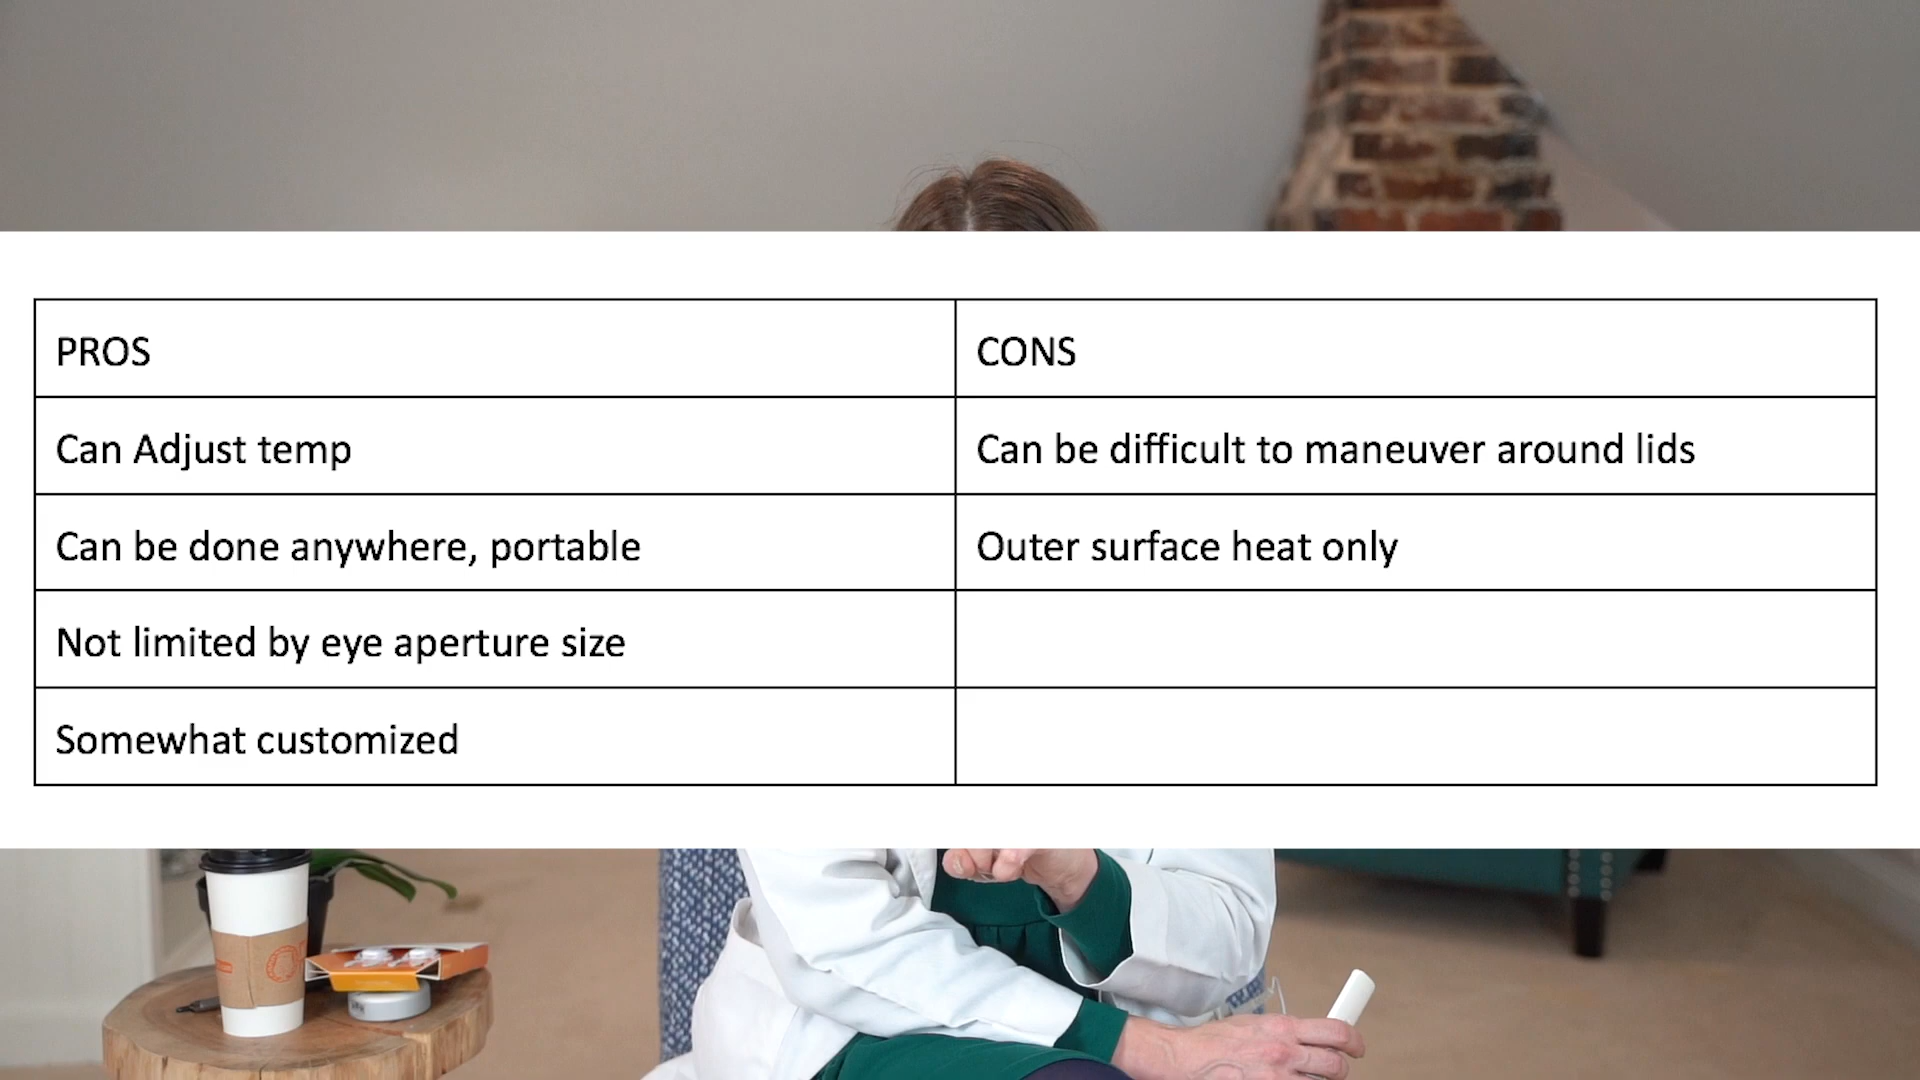 PROS
CONS
Can Adjust temp
Can be difficult to maneuver around lids
Can be done anywhere, portable
Outer surface heat only
Not limited by eye aperture size
Somewhat customized